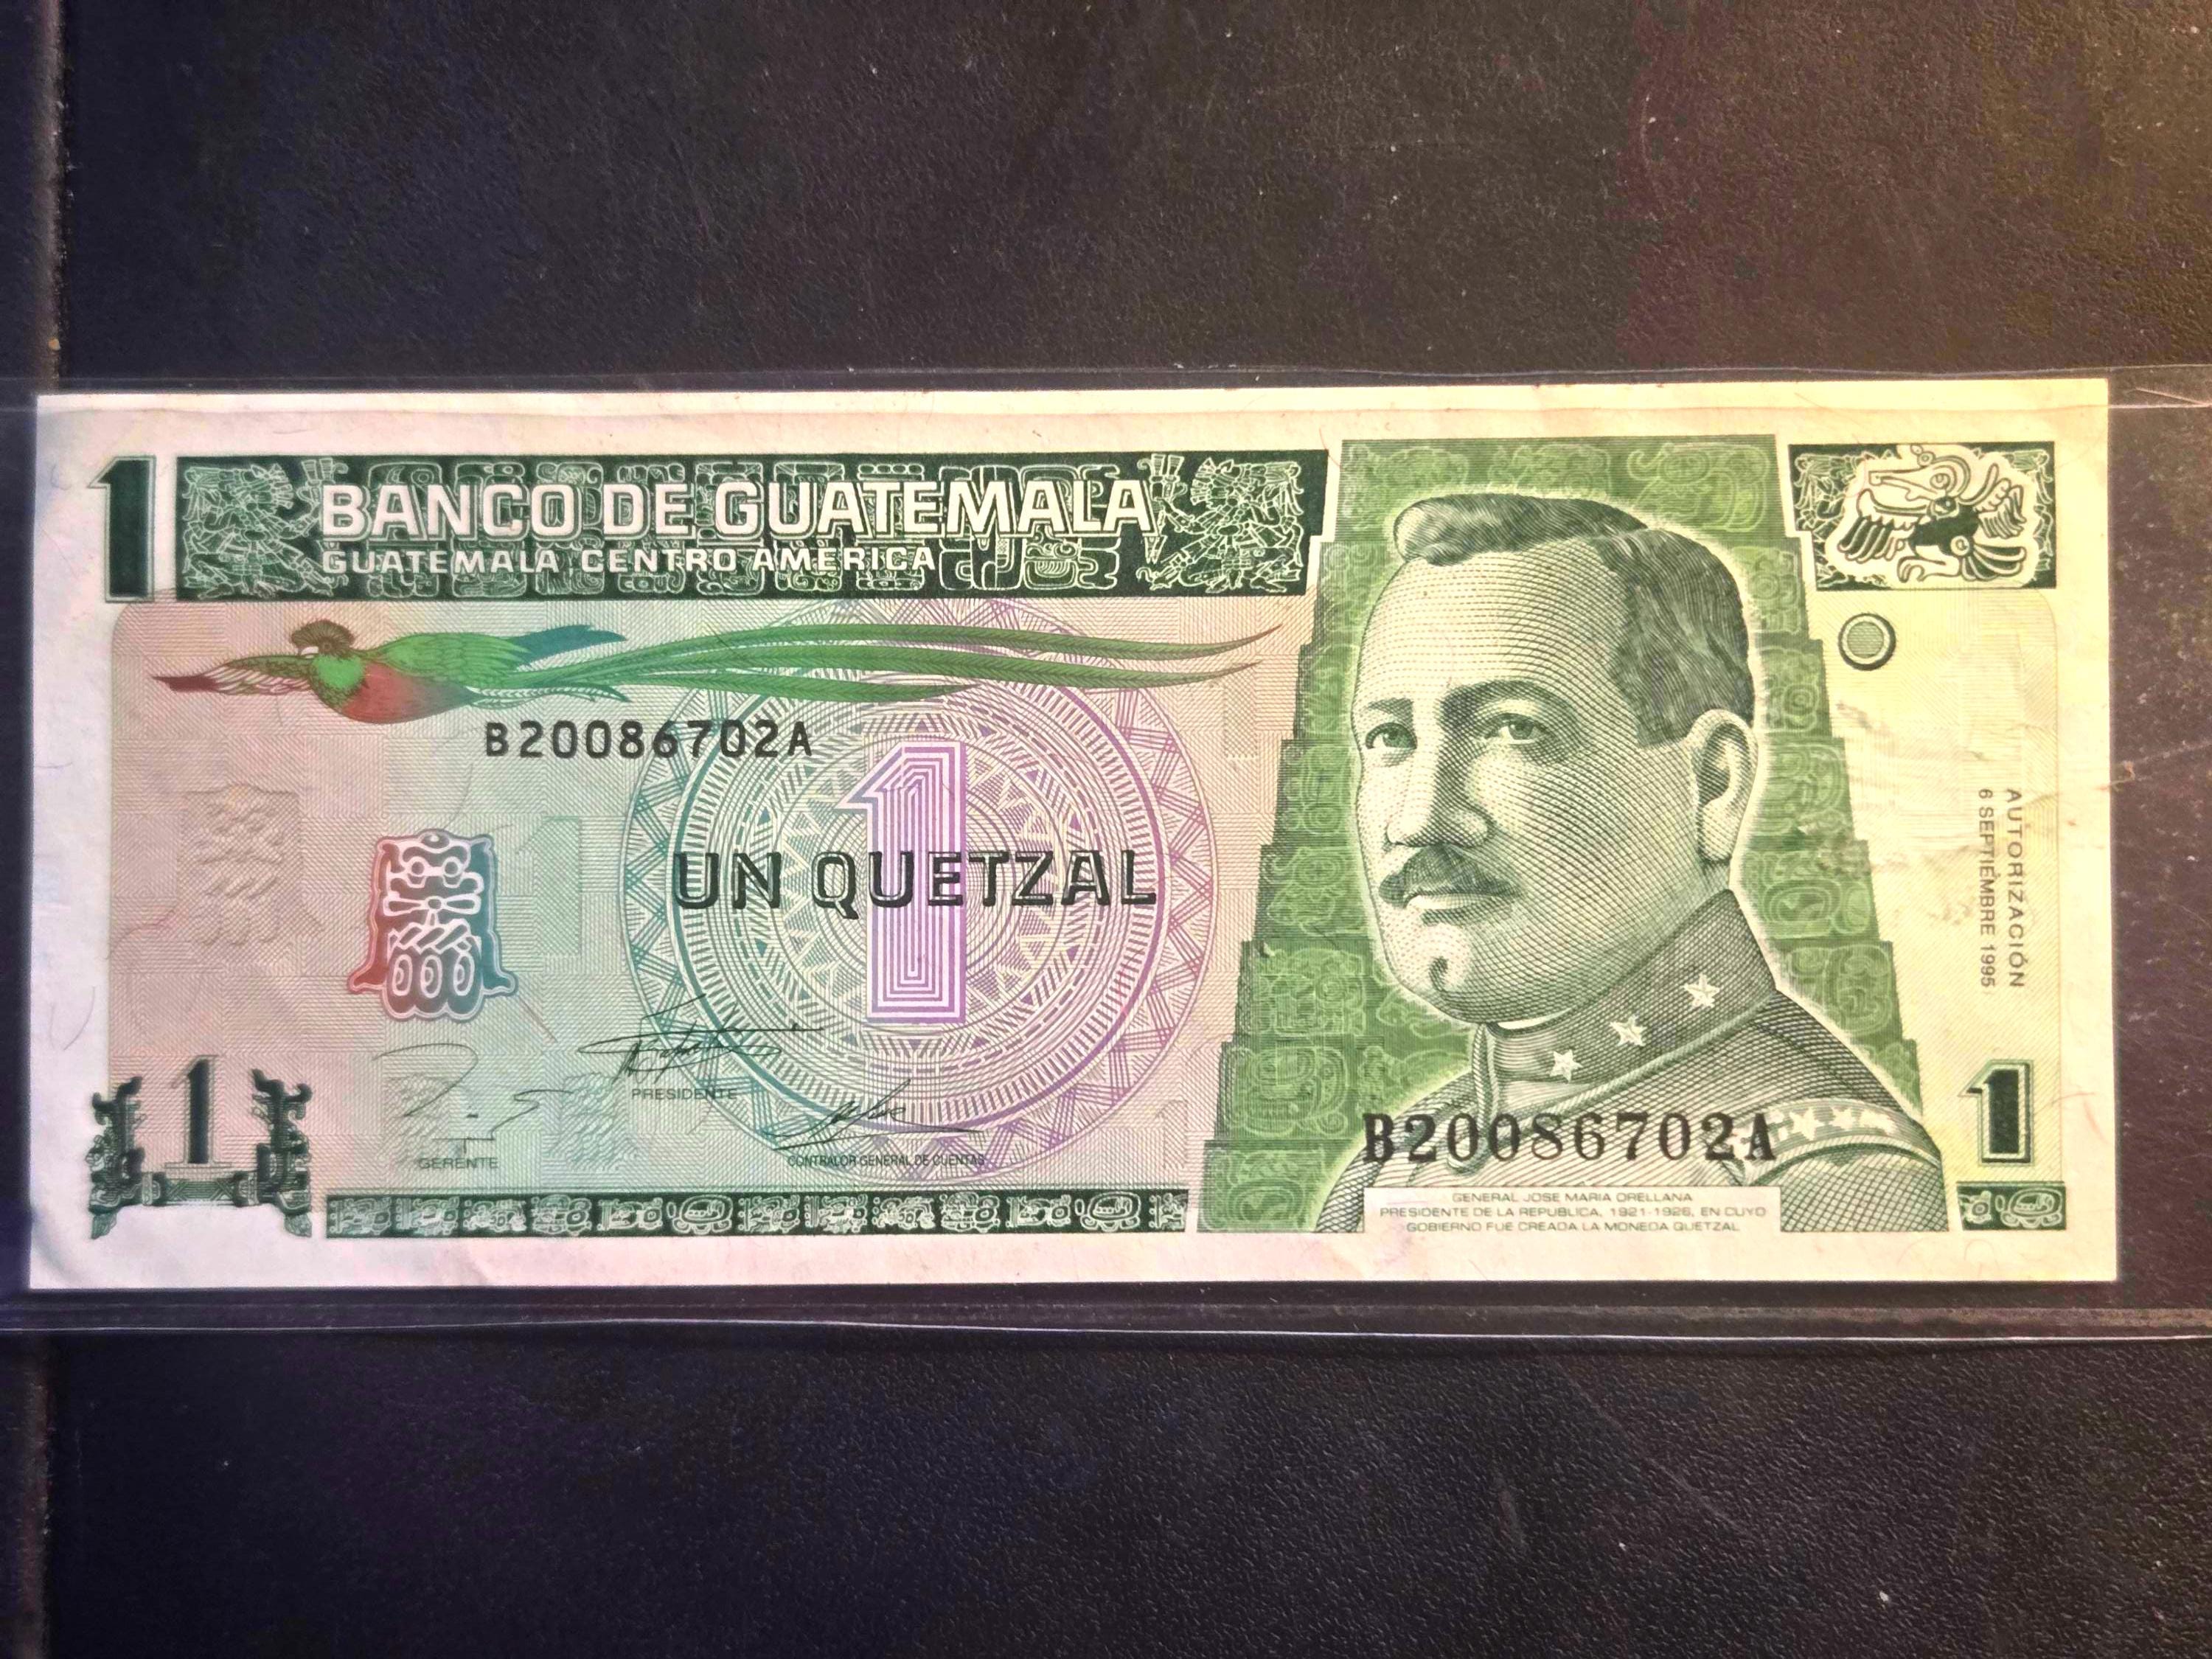 1
BANCO DE GUATEMALA
GUATEMALA, CENTRO AMÉRICA
B20086702A
1
UN QUETZAL
PRESIDENTE
GERENTE
CONTRALOR GENERAL DE CUENTAS
1
AUTORIZACIÓN
6 SEPTIEMBRE 1995
B20086702A
1
GENERAL JOSE MARIA ORELLANA
PRESIDENTE DE LA REPUBLICA, 1921-1926, EN CUYO
GOBIERNO FUE CREADA LA MONEDA QUETZAL